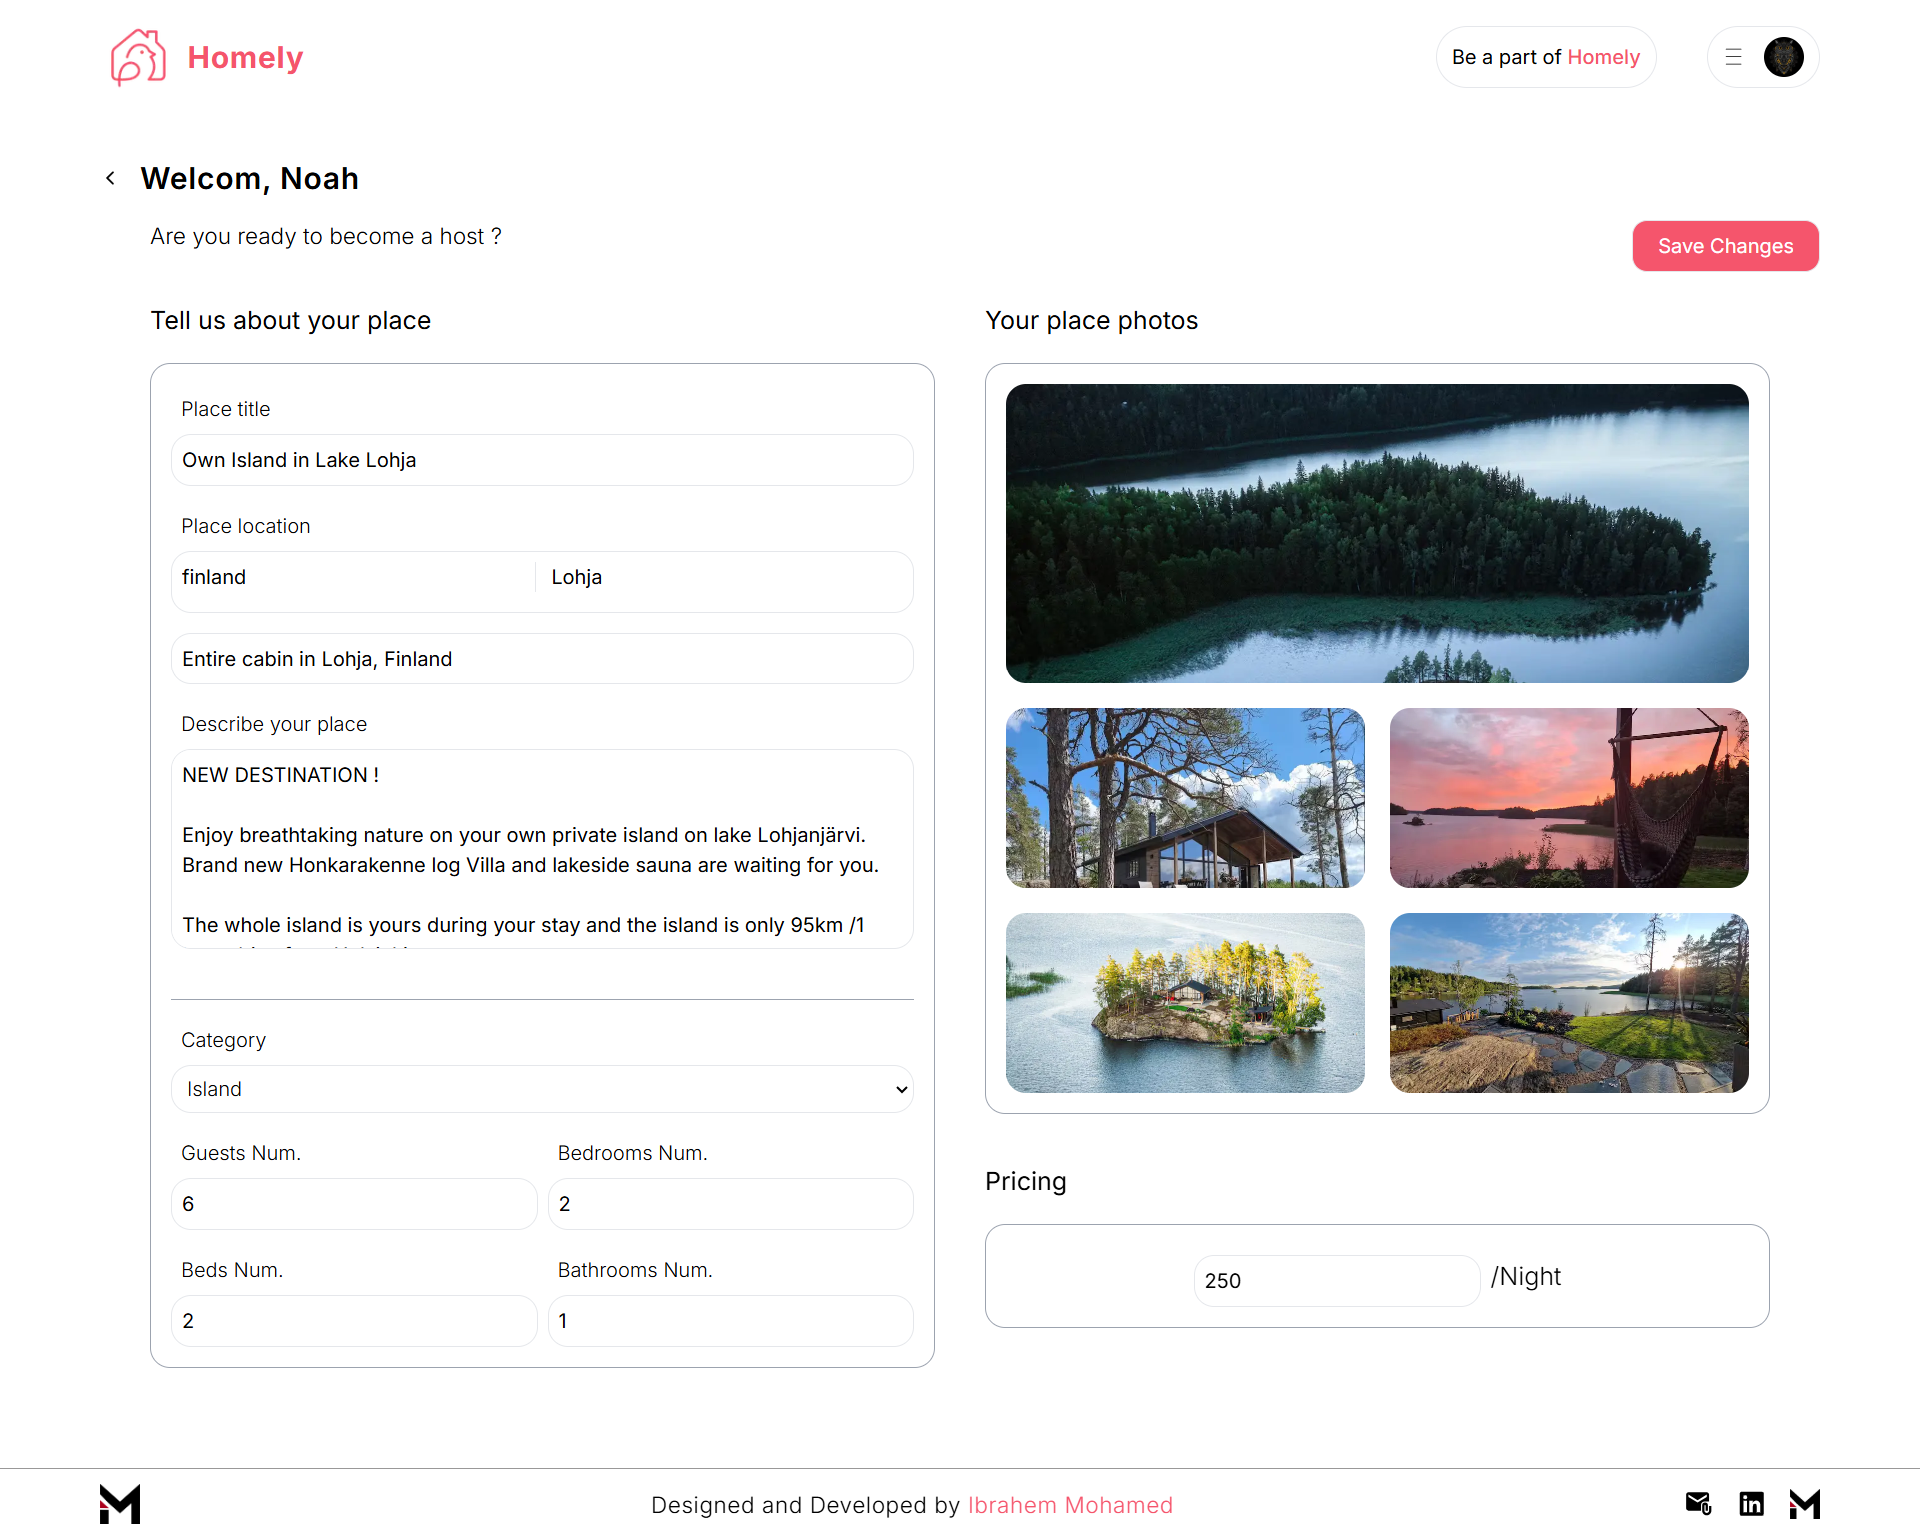 Homely
Be a part of Homely
Welcom, Noah
Are you ready to become a host ?
Save Changes
Tell us about your place
Place title
Own Island in Lake Lohja
Place location
finland
Lohja
Entire cabin in Lohja, Finland
Describe your place
NEW DESTINATION !
Enjoy breathtaking nature on your own private island on lake Lohjanjärvi.
Brand new Honkarakenne log Villa and lakeside sauna are waiting for you.
The whole island is yours during your stay and the island is only 95km /1
Category
Island
Guests Num.
Bedrooms Num.
6
2
Beds Num.
Bathrooms Num.
2
1
Your place photos
Pricing
250
/Night
Designed and Developed by Ibrahem Mohamed